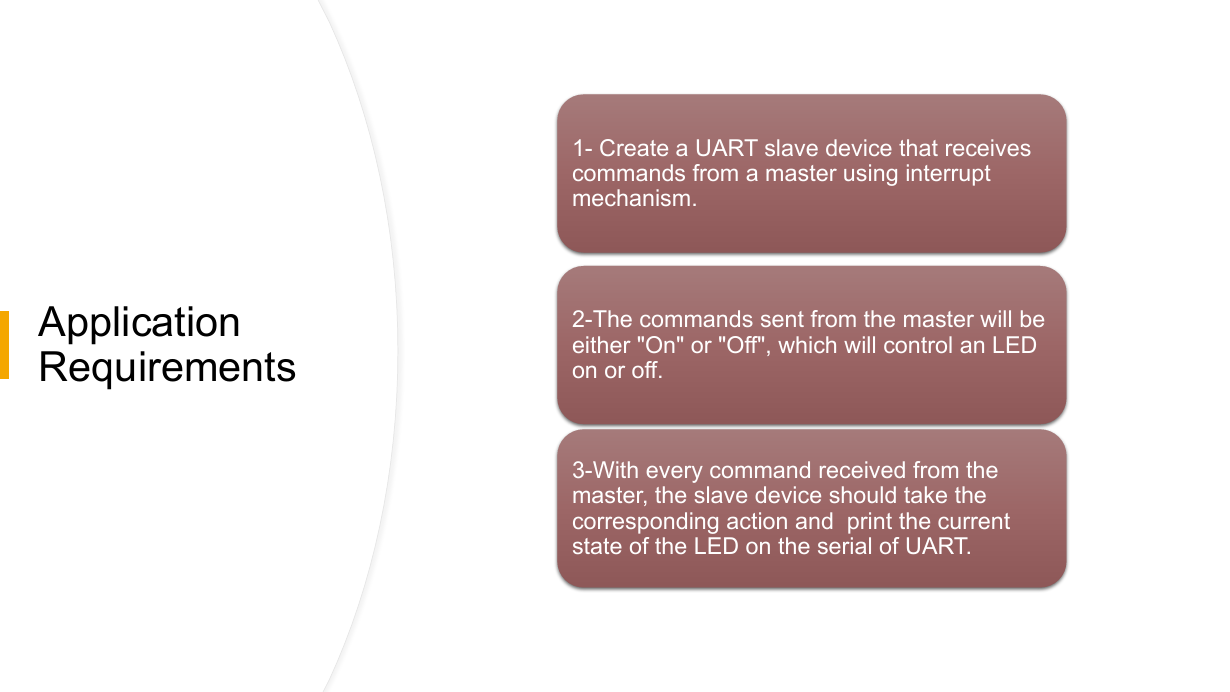 Application
Requirements
1- Create a UART slave device that receives
commands from a master using interrupt
mechanism.
2-The commands sent from the master will be
either "On" or "Off", which will control an LED
on or off.
3-With every command received from the
master, the slave device should take the
corresponding action and  print the current
state of the LED on the serial of UART.